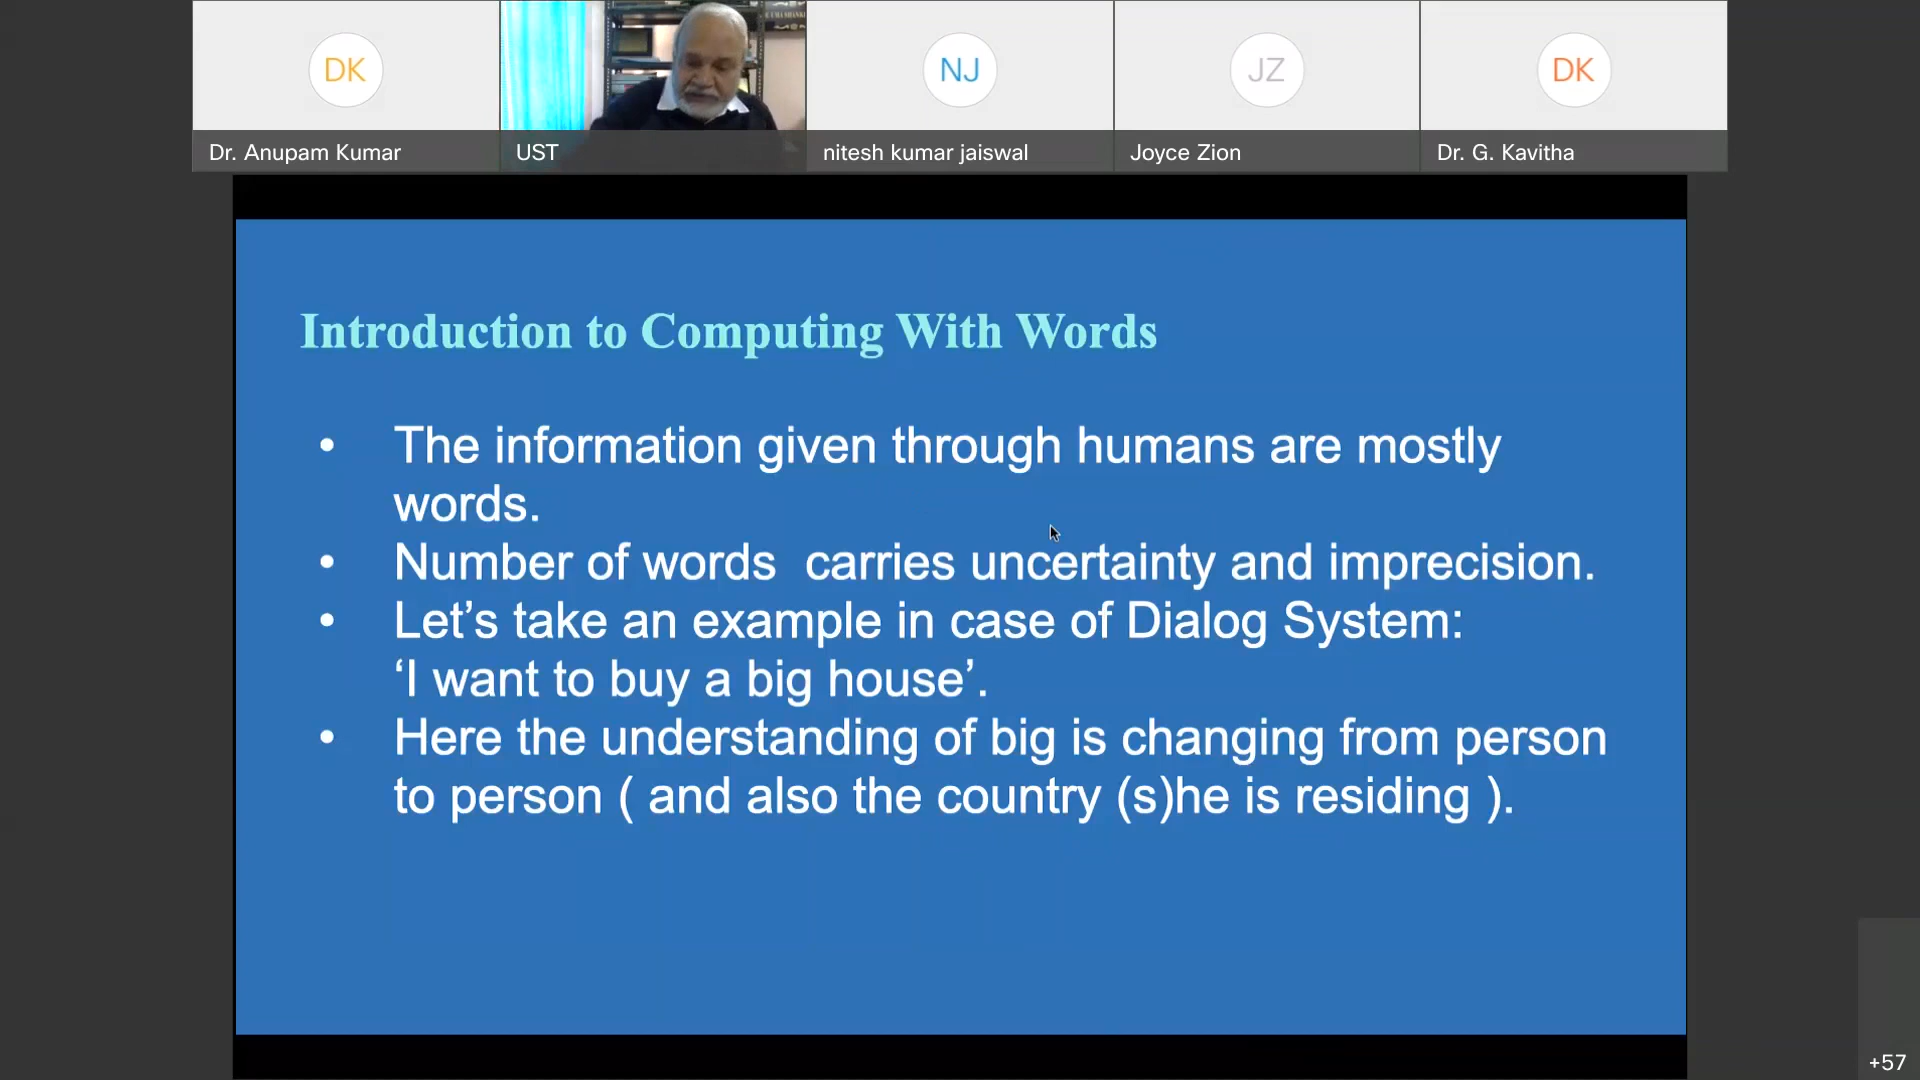 DK
NJ
JZ
DK
Dr. Anupam Kumar
UST
nitesh kumar jaiswal
Joyce Zion
Dr. G. Kavitha
Introduction to Computing With Words
• The information given through humans are mostly
words.
• Number of words  carries uncertainty and imprecision.
• Let’s take an example in case of Dialog System:
‘I want to buy a big house’.
• Here the understanding of big is changing from person
to person ( and also the country (s)he is residing ).
+57